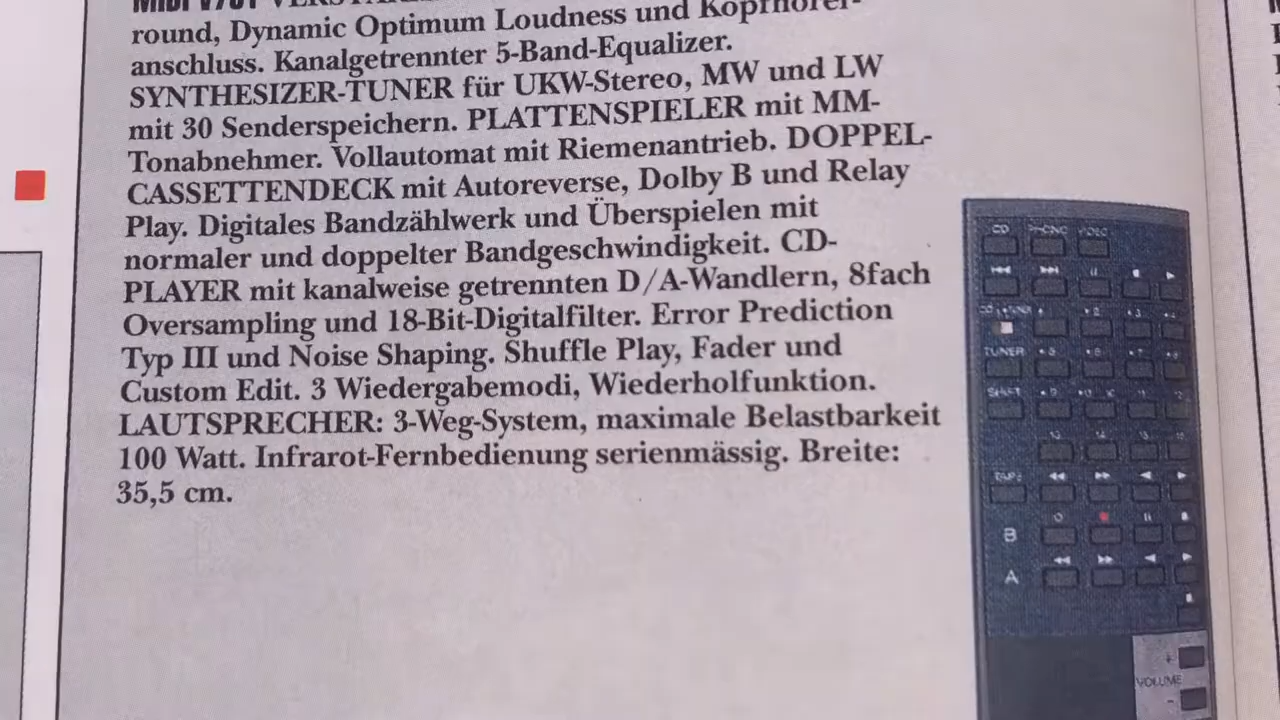 round, Dynamic Optimum Loudness und Kopfhörer-
anschluss. Kanalgetrennter 5-Band-Equalizer.
SYNTHESIZER-TUNER für UKW-Stereo, MW und LW
mit 30 Senderspeichern. PLATTENSPIELER mit MM-
Tonabnehmer. Vollautomat mit Riemenantrieb. DOPPEL-
CASSETTENDECK mit Autoreverse, Dolby B und Relay
Play. Digitales Bandzählwerk und Überspielen mit
normaler und doppelter Bandgeschwindigkeit. CD-
PLAYER mit kanalweise getrennten D/A-Wandlern, 8fach
Oversampling und 18-Bit-Digitalfilter. Error Prediction
Typ III und Noise Shaping. Shuffle Play, Fader und
Custom Edit. 3 Wiedergabemodi, Wiederholfunktion.
LAUTSPRECHER: 3-Weg-System, maximale Belastbarkeit
100 Watt. Infrarot-Fernbedienung serienmässig. Breite:
35,5 cm.
CD PHONO VIDEO
TUNER
B
A
VOLUME